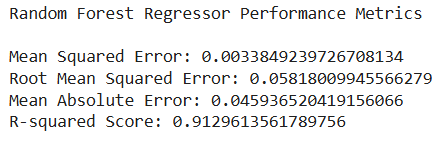 Random Forest Regressor Performance Metrics
Mean Squared Error: 0.0033849239726708134
Root Mean Squared Error: 0.05818009945566279
Mean Absolute Error: 0.045936520419156066
R-squared Score: 0.9129613561789756